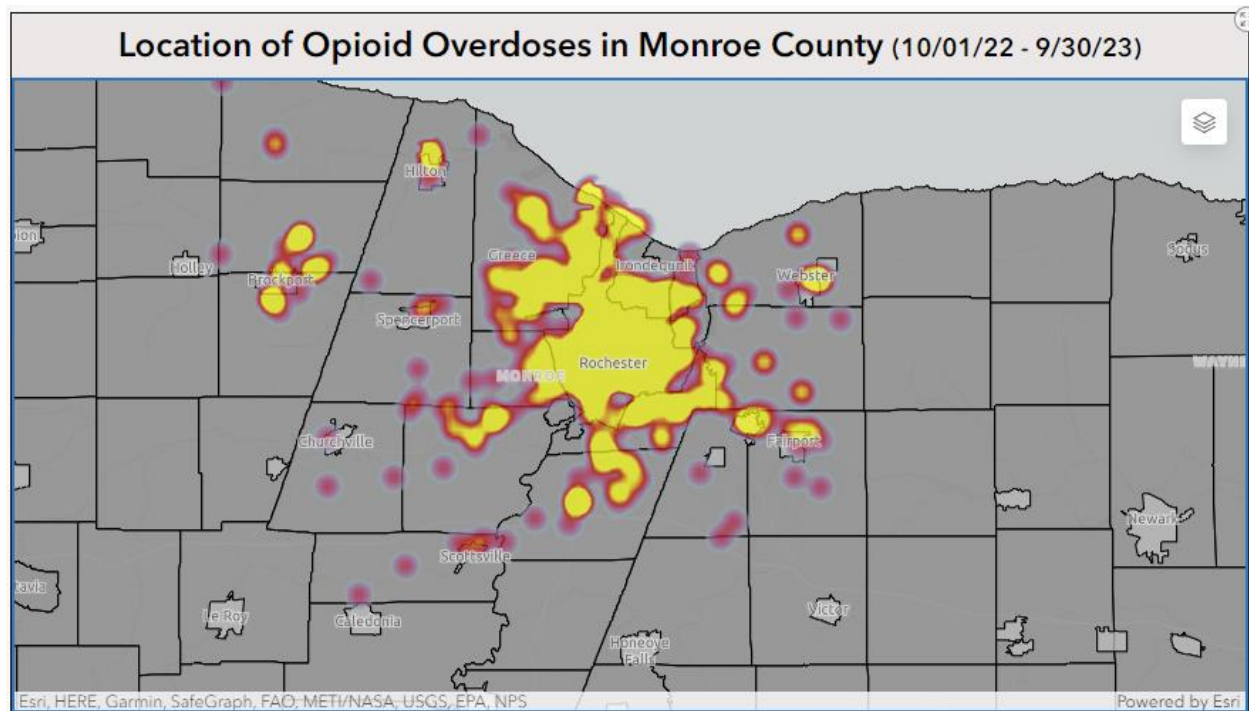 Location of Opioid Overdoses in Monroe County (10/01/22 - 9/30/23)
Hilton
Greece
Irondequoit
Sodus
ion
Holley
Brockport
Webster
Spencerport
Rochester
MONROE
WAYNE
Churchville
Fairport
Newark
Scottsville
tavia
Le Roy
Caledonia
Victor
Honeoye
Falls
Esri, HERE, Garmin, SafeGraph, FAO, METI/NASA, USGS, EPA, NPS
Powered by Esri